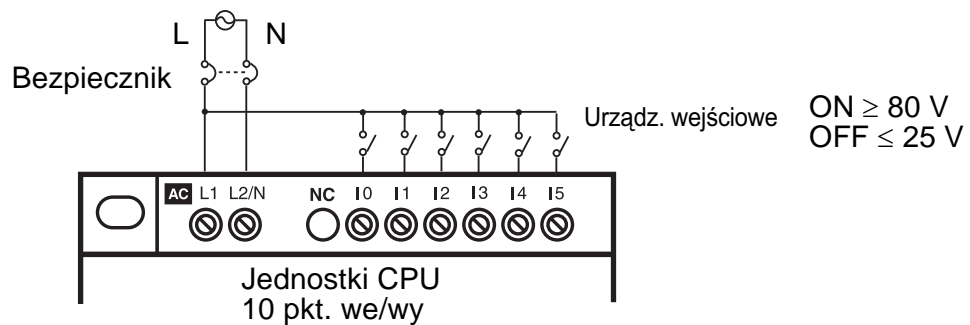 L N
Bezpiecznik
Urządz. wejściowe
ON ≥ 80 V
OFF ≤ 25 V
AC L1 L2/N NC I0 I1 I2 I3 I4 I5
Jednostki CPU
10 pkt. we/wy